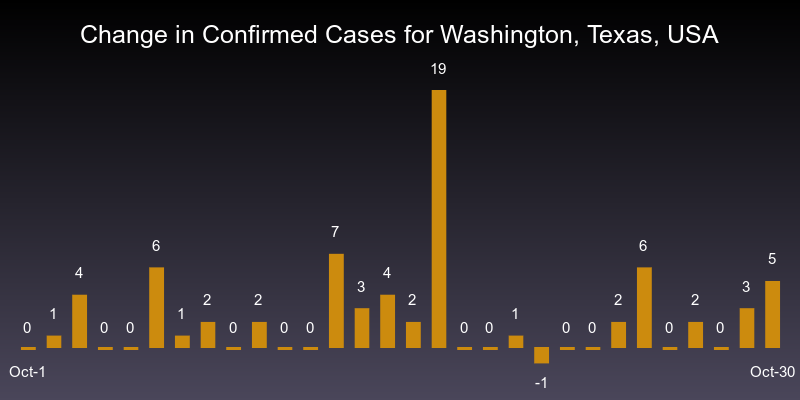 Change in Confirmed Cases for Washington, Texas, USA
0 1 4 0 0 6 1 2 0 2 0 0 7 3 4 2 19 0 0 1 -1 0 0 2 6 0 2 0 3 5
Oct-1 Oct-30